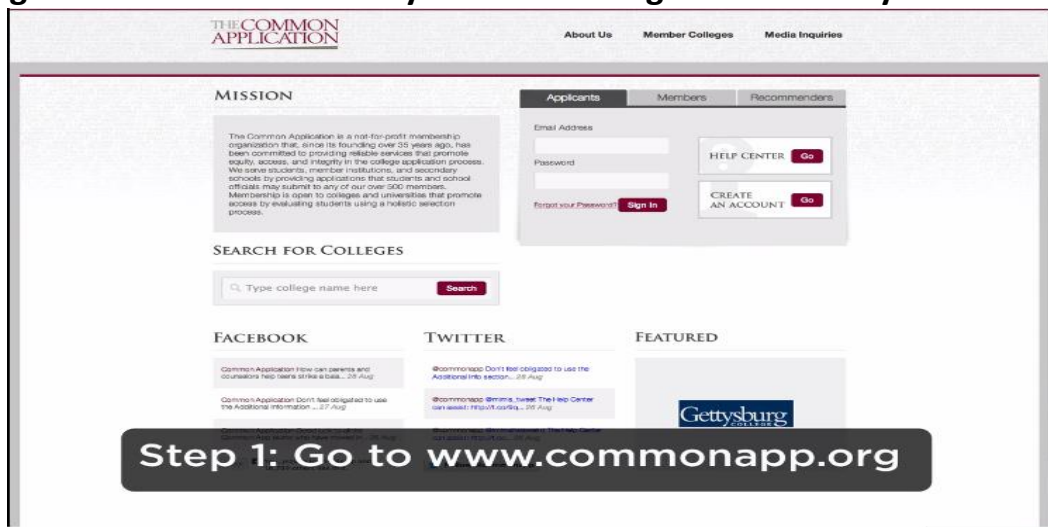 THE COMMON
APPLICATION
About Us Member Colleges Media Inquiries
MISSION
The Common Application is a not-for-profit membership
organization that, since its founding over 35 years ago, has
been committed to providing reliable services that promote
equity, access, and integrity in the college application process.
We serve students, member institutions, and secondary
schools by providing applications that students and school
officials may submit to any of our over 500 members.
Membership is open to colleges and universities that promote
access by evaluating students using a holistic selection
process.
Applicants Members Recommenders
Email Address
Password
Forgot your Password? Sign In
HELP CENTER Go
CREATE
AN ACCOUNT Go
SEARCH FOR COLLEGES
Type college name here Search
FACEBOOK
Common Application How can parents and
counselors help teens strike a bala... 28 Aug
Common Application Don't feel obligated to use
the Additional Information ... 27 Aug
TWITTER
@commonapp Don't feel obligated to use the
Additional Info section... 28 Aug
@commonapp The Help Center
can assist:
FEATURED
Gettysburg
COLLEGE
Step 1: Go to www.commonapp.org